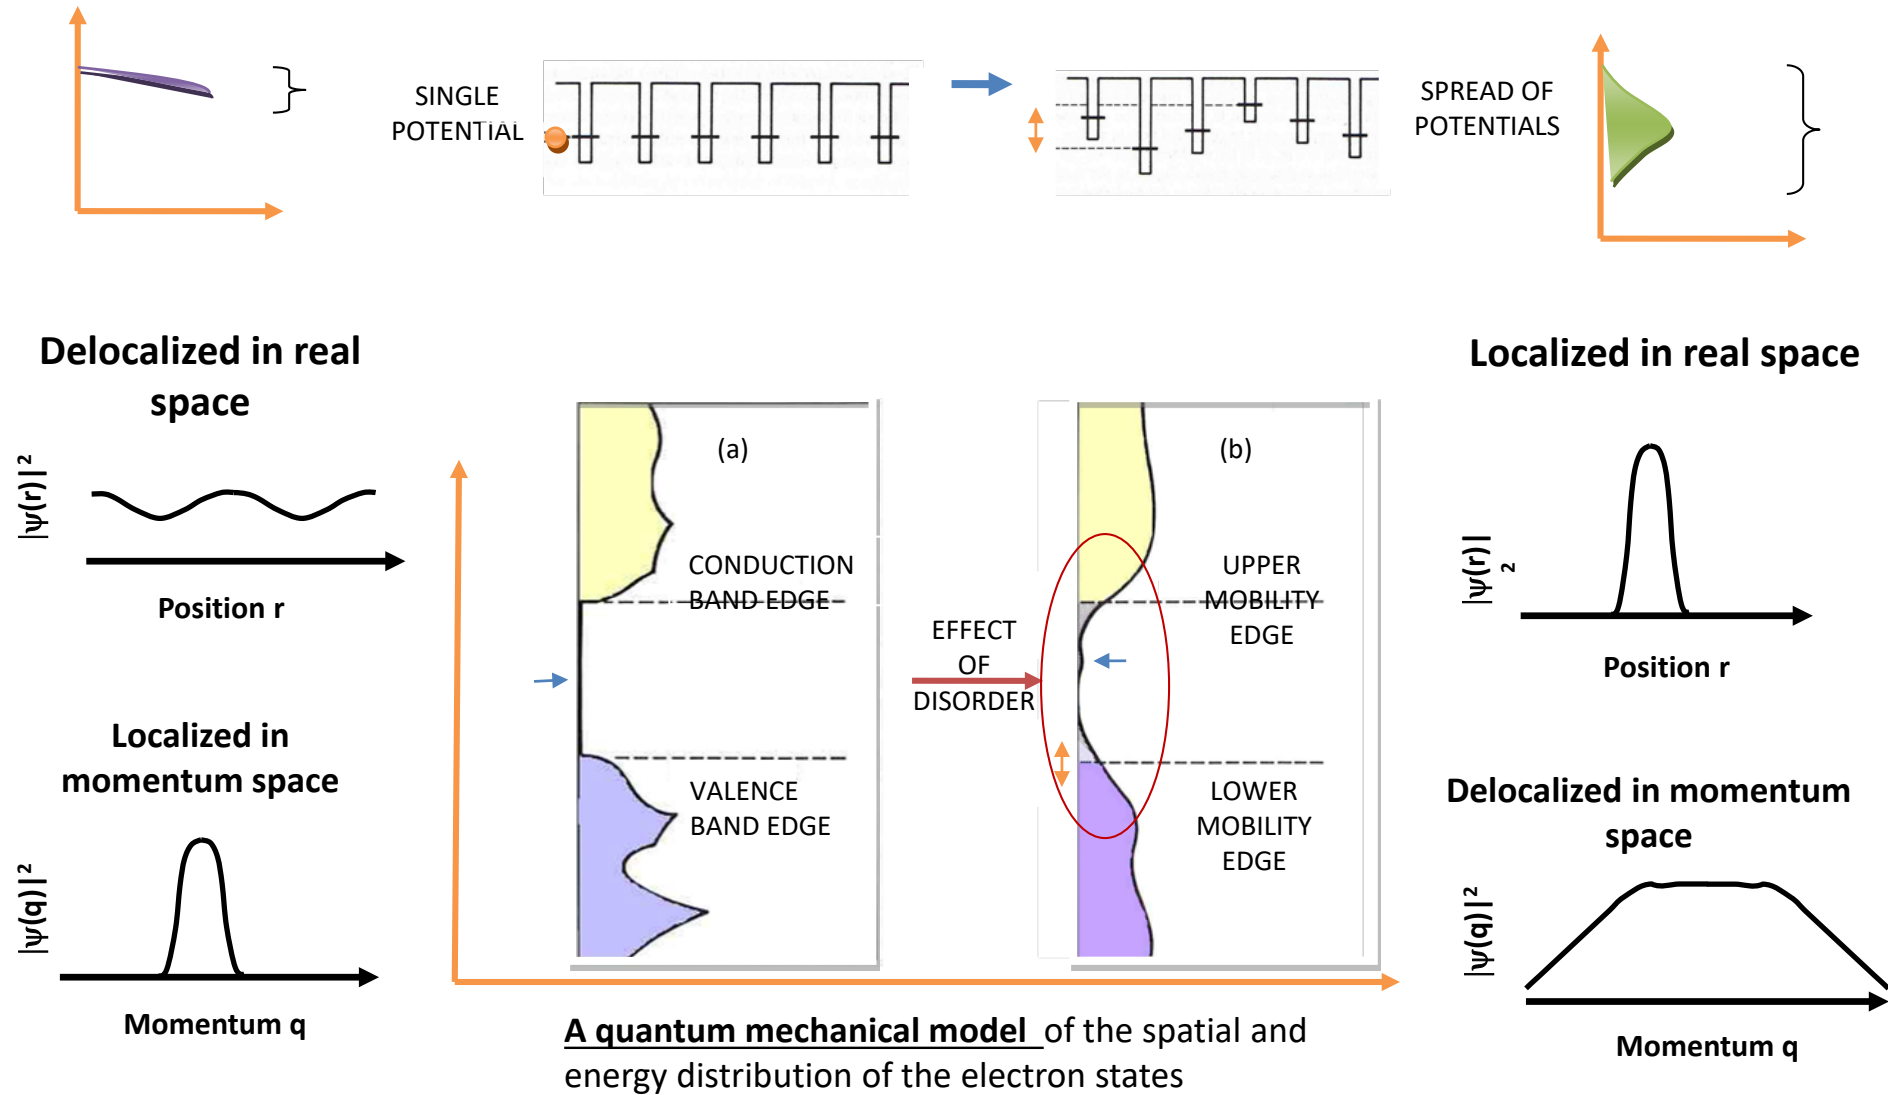 SINGLE
POTENTIAL
SPREAD OF
POTENTIALS
Delocalized in real
space
|ψ(r)|²
Position r
Localized in
momentum space
|ψ(q)|²
Momentum q
(a)
CONDUCTION
BAND EDGE
VALENCE
BAND EDGE
EFFECT
OF
DISORDER
(b)
UPPER
MOBILITY
EDGE
LOWER
MOBILITY
EDGE
Localized in real space
|ψ(r)|
2
Position r
Delocalized in momentum
space
|ψ(q)|²
Momentum q
A quantum mechanical model of the spatial and
energy distribution of the electron states